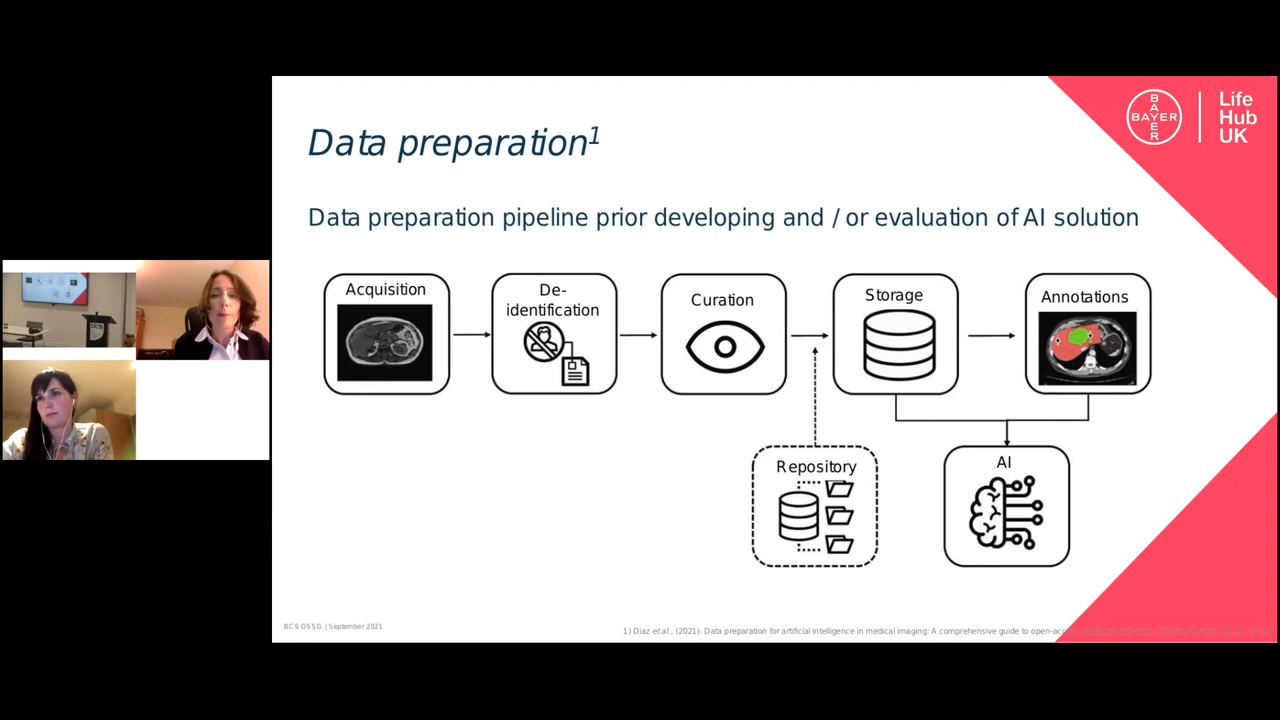 Data preparation1
Data preparation pipeline prior developing and / or evaluation of AI solution
BAYER
BAYER
Life
Hub
UK
Acquisition
De-
identification
Curation
Storage
Annotations
Repository
AI
BCS OSSG | September 2021
1) Diaz et al., (2021). Data preparation for artificial intelligence in medical imaging: A comprehensive guide to
BCS